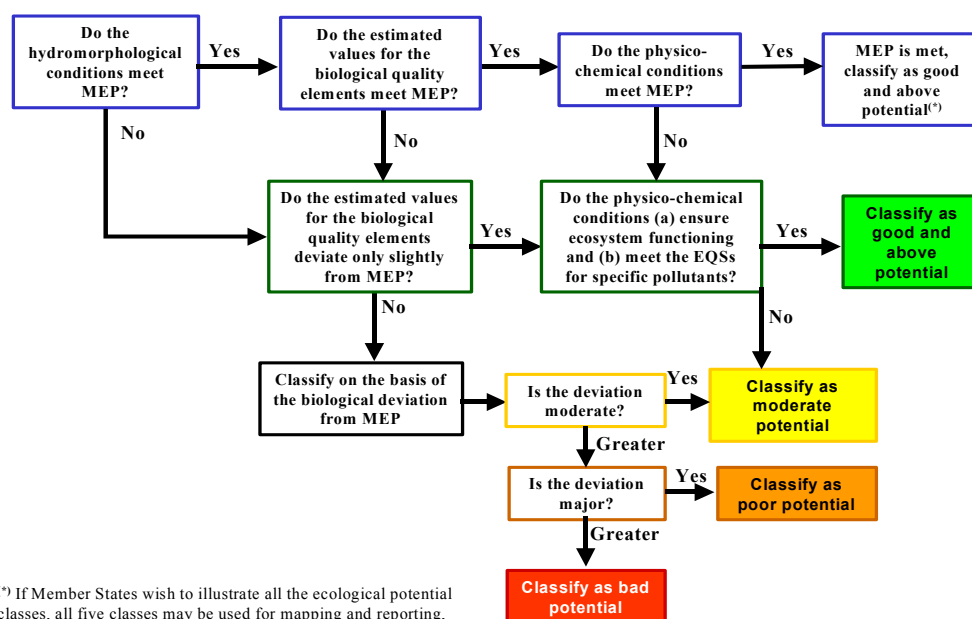 Do the
hydromorphological
conditions meet
MEP?
Yes
Do the estimated
values for the
biological quality
elements meet MEP?
Yes
Do the physico-
chemical conditions
meet MEP?
Yes
MEP is met,
classify as good
and above
potential(*)
No
No
No
Do the estimated values
for the biological
quality elements
deviate only slightly
from MEP?
Yes
Do the physico-chemical
conditions (a) ensure
ecosystem functioning
and (b) meet the EQSs
for specific pollutants?
Yes
Classify as
good and
above
potential
No
No
Classify on the basis of
the biological deviation
from MEP
Is the deviation
moderate?
Yes
Classify as
moderate
potential
Greater
Is the deviation
major?
Yes
Classify as
poor potential
Greater
Classify as bad
potential
(*) If Member States wish to illustrate all the ecological potential
classes, all five classes may be used for mapping and reporting.